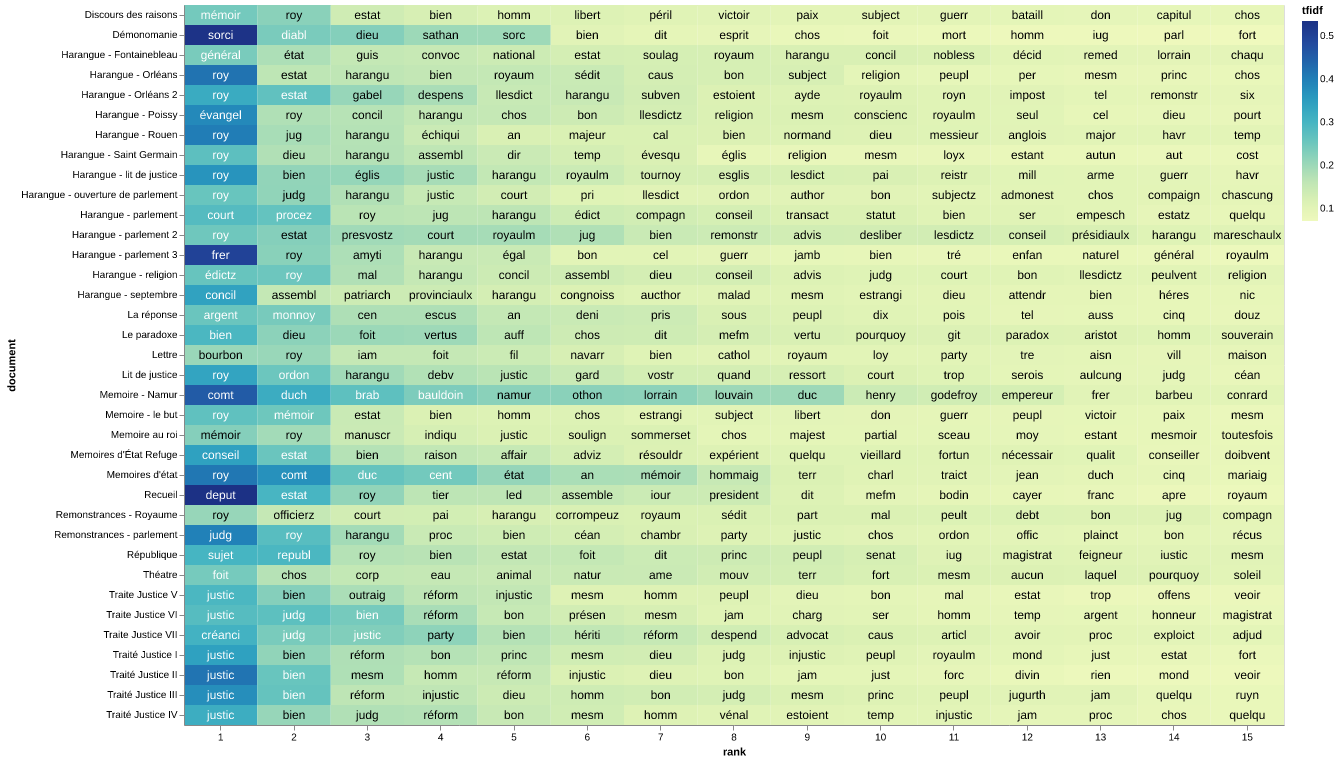 tfidf
Discours des raisons mémoir roy estat bien homm libert péril victoir paix subject guerr bataill don capitul chos
Démonomanie sorci diabl dieu sathan sorc bien dit esprit chos foit mort homm iug parl fort
0.5
Harangue - Fontainebleau général état guis convoc national estat soulag royaum harangu concil nobless décid remed lorrain chaqu
Harangue - Orléans roy estat harangu bien royaum sédit caus bon subject religion peupl per mesm princ chos
0.4
Harangue - Orléans 2 roy estat gabel despens llesdict harangu subven estoient ayde royaulm royn impost tel remonstr six
Harangue - Poissy évangel roy concil harangu chos bon llesdictz religion mesm conscienc royaulm seul cel dieu pourt
0.3
Harangue - Rouen roy jug harangu échiqui an majeur cal bien normand dieu messieur anglois major havr temp
Harangue - Saint Germain roy dieu harangu assembl dir temp évesqu églis religion mesm loyx estant autun aut cost
0.2
Harangue - lit de justice roy bien églis justic harangu royaulm tournoy esglis lesdict pai reistr mill arme guerr havr
Harangue - ouverture de parlement roy judg harangu justic court pri llesdict ordon author bon subjectz admonest chos compaign chascung
0.1
Harangue - parlement court procez roy jug harangu édict compagn conseil transact statut bien ser empesch estatz quelqu
Harangue - parlement 2 roy estat presvostz court royaulm jug bien remonstr advis desliber lesdictz conseil présidiaulx harangu mareschaulx
Harangue - parlement 3 frer roy amyti harangu égal bon cel guerr jamb bien tré enfan naturel général royaulm
Harangue - religion édictz roy mal harangu concil assembl dieu conseil advis judg court bon llesdictz peulvent religion
Harangue - septembre concil assembl patriarch provinciaulx harangu congnoiss aucthor malad mesm estrangi dieu attendr bien héres nic
La réponse argent monnoy cen escus an deni pris sous peupl dix pois tel auss cinq douz
Le paradoxe bien dieu foit vertus auff chos dit mefm vertu pourquoy git paradox aristot homm souverain
Lettre bourbon roy iam foit fil navarr bien cathol royaum loy party tre aisn vill maison
document
Lit de justice roy ordon harangu debv justic gard vostr quand ressort court trop serois aulcung judg céan
Memoire - Namur comt duch brab bauldoin namur othon lorrain louvain duc henry godefroy empereur frer barbeu conrard
Memoire - le but roy mémoir estat bien homm chos estrangi subject libert don guerr peupl victoir paix mesm
Memoire au roi mémoir roy manuscr indiqu justic soulign sommerset chos majest partial sceau moy estant mesmoir toutesfois
Memoires d'État Refuge conseil estat bien raison affair adviz résouldr expérient quelqu vieillard fortun nécessair qualit conseiller doibvent
Memoires d'état roy comt duc cent état an mémoir hommaig terr charl traict jean duch cinq mariaig
Recueil deput estat roy tier led assemble iour president dit mefm bodin cayer franc apre royaum
Remonstrances - Royaume roy officierz court pai harangu corrompeuz royaum sédit part mal peult debt bon jug compagn
Remonstrances - parlement judg roy harangu proc bien céan chambr party justic chos ordon offic plainct bon récus
République sujet republ roy bien estat foit dit princ peupl senat iug magistrat feigneur iustic mesm
Théatre foit chos corp eau animal natur ame mouv terr fort mesm aucun laquel pourquoy soleil
Traite Justice V justic bien outraig réform injustic mesm homm peupl dieu bon mal estat trop offens veoir
Traite Justice VI justic judg bien réform bon présen mesm jam charg ser homm temp argent honneur magistrat
Traite Justice VII créanci judg justic party bien hériti réform despend advocat caus articl avoir proc exploict adjud
Traité Justice I justic bien réform bon princ mesm dieu judg injustic peupl royaulm mond just estat fort
Traité Justice II justic bien mesm homm réform injustic dieu bon jam just forc divin rien mond veoir
Traité Justice III justic bien réform injustic dieu homm bon judg mesm princ peupl jugurth jam quelqu ruyn
Traité Justice IV justic bien judg réform bon mesm homm vénal estoient temp injustic jam proc chos quelqu
1 2 3 4 5 6 7 8 9 10 11 12 13 14 15
rank